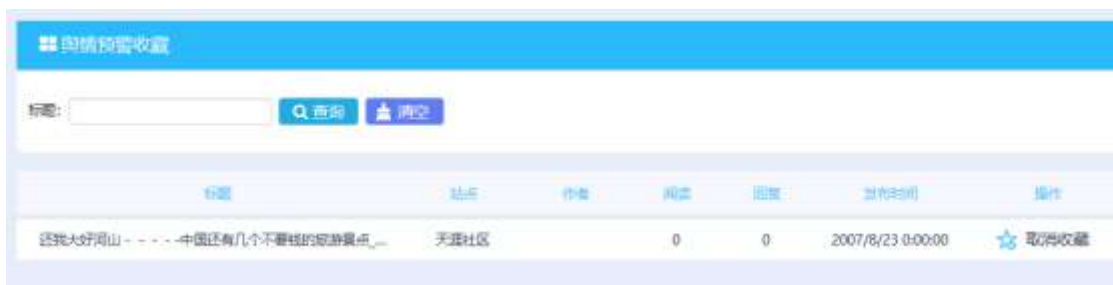 舆情预警收藏
标题: 查询 清空
标题 站点 作者 阅读 回复 发布时间 操作
还我大好河山-----中国还有几个不要钱的旅游景点_... 天涯社区 0 0 2007/8/23 0:00:00 取消收藏